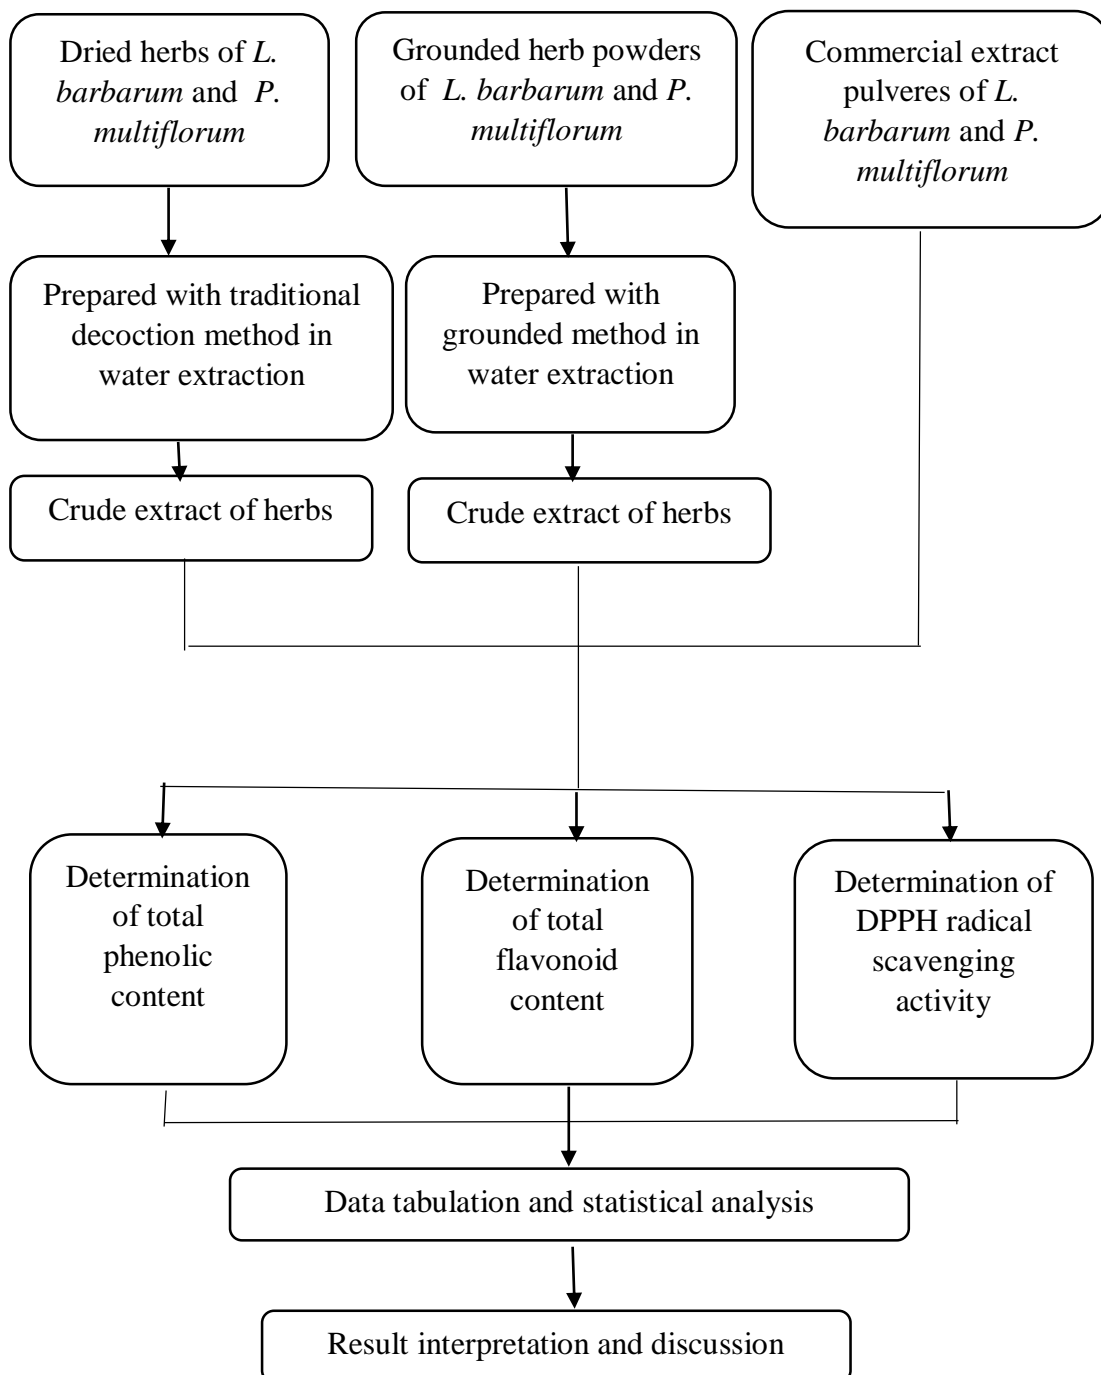 Dried herbs of L.
barbarum and P.
multiflorum
Grounded herb powders
of L. barbarum and P.
multiflorum
Commercial extract
pulveres of L.
barbarum and P.
multiflorum
Prepared with traditional
decoction method in
water extraction
Prepared with
grounded method in
water extraction
Crude extract of herbs
Crude extract of herbs
Determination
of total
phenolic
content
Determination
of total
flavonoid
content
Determination of
DPPH radical
scavenging
activity
Data tabulation and statistical analysis
Result interpretation and discussion